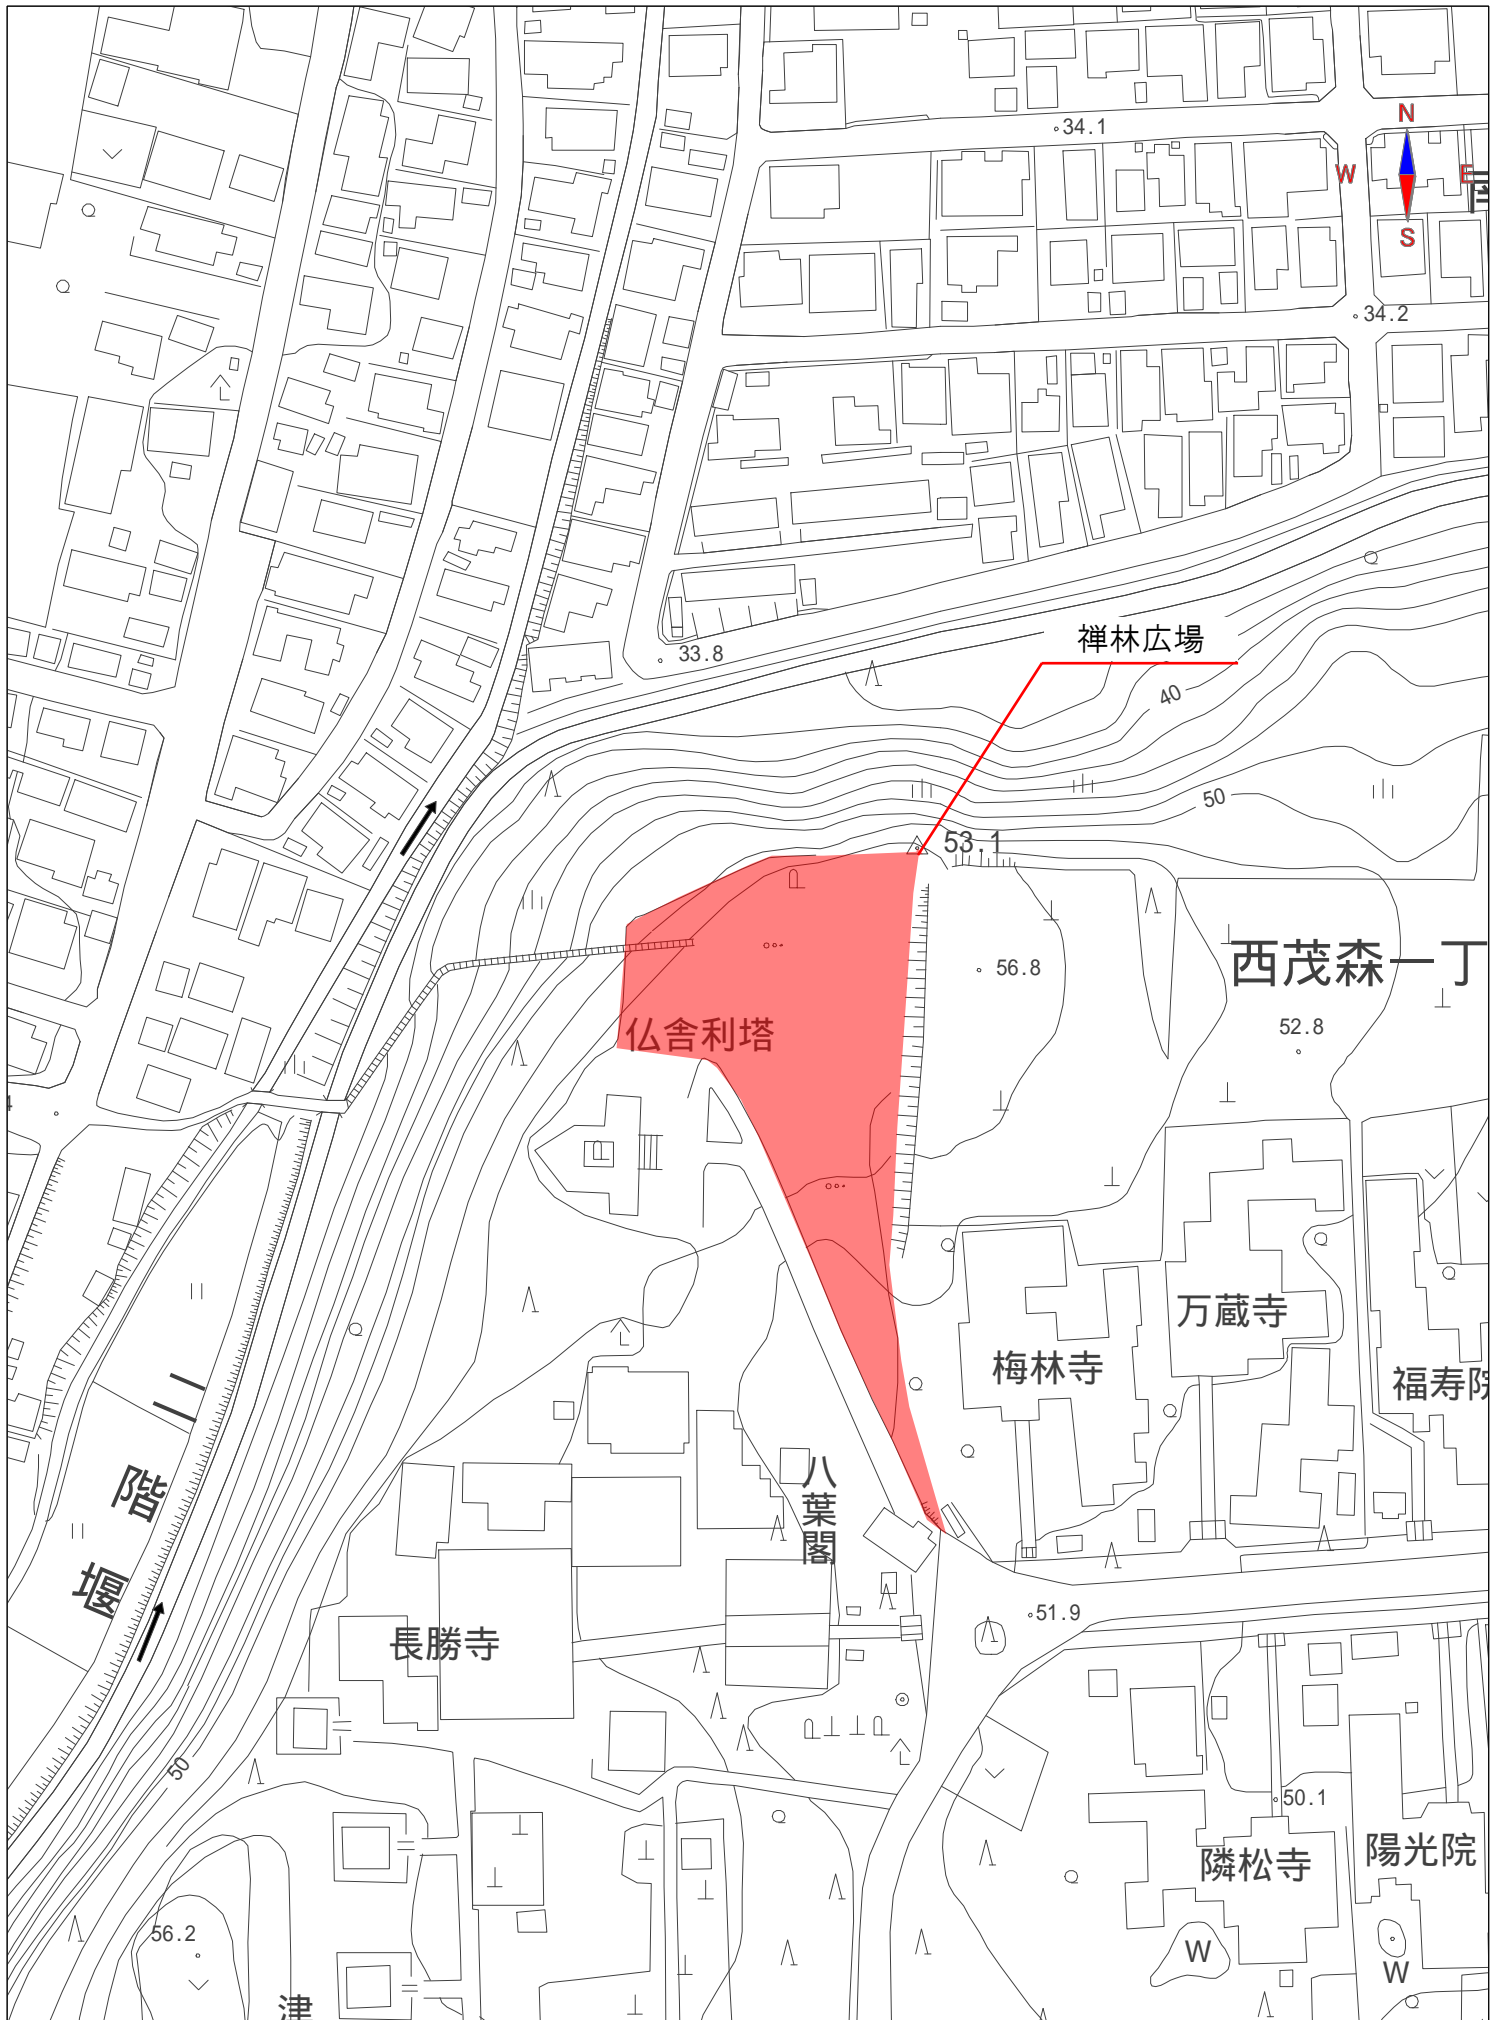 N
34.1
W
E
S
34.2
禅林広場
33.8
40
50
53.1
西茂森一丁
56.8
52.8
仏舎利塔
万蔵寺
梅林寺
福寿院
二階堰
八葉閣
51.9
長勝寺
50
50.1
隣松寺
陽光院
56.2
W
W
津